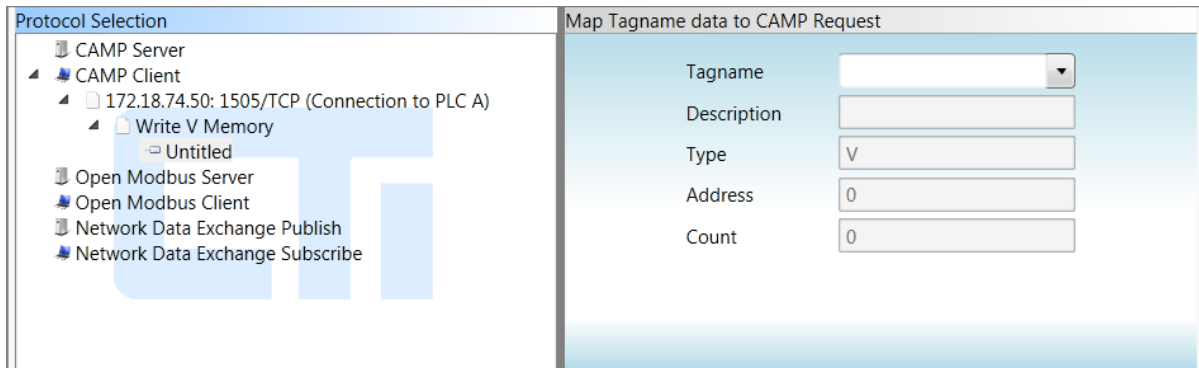 Protocol Selection
CAMP Server
CAMP Client
172.18.74.50: 1505/TCP (Connection to PLC A)
Write V Memory
Untitled
Open Modbus Server
Open Modbus Client
Network Data Exchange Publish
Network Data Exchange Subscribe
CTi
Map Tagname data to CAMP Request
Tagname
Description
Type V
Address 0
Count 0